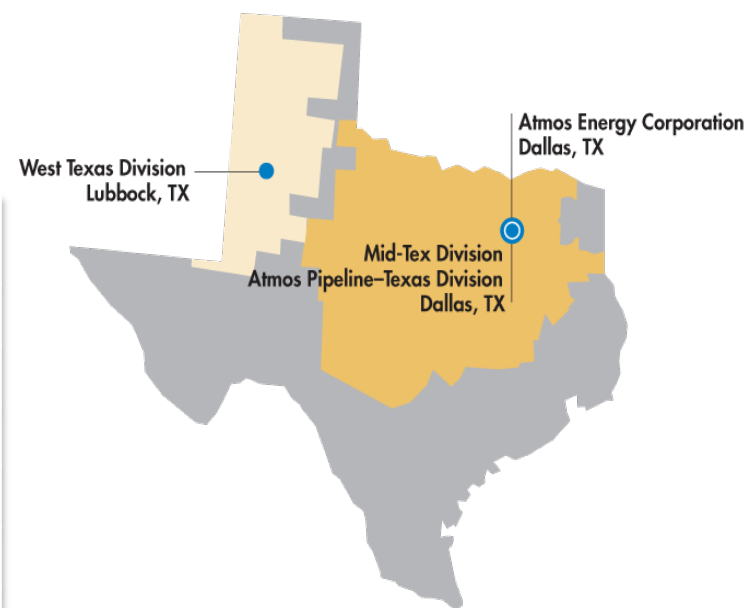 Atmos Energy Corporation
Dallas, TX
West Texas Division
Lubbock, TX
Mid-Tex Division
Atmos Pipeline–Texas Division
Dallas, TX